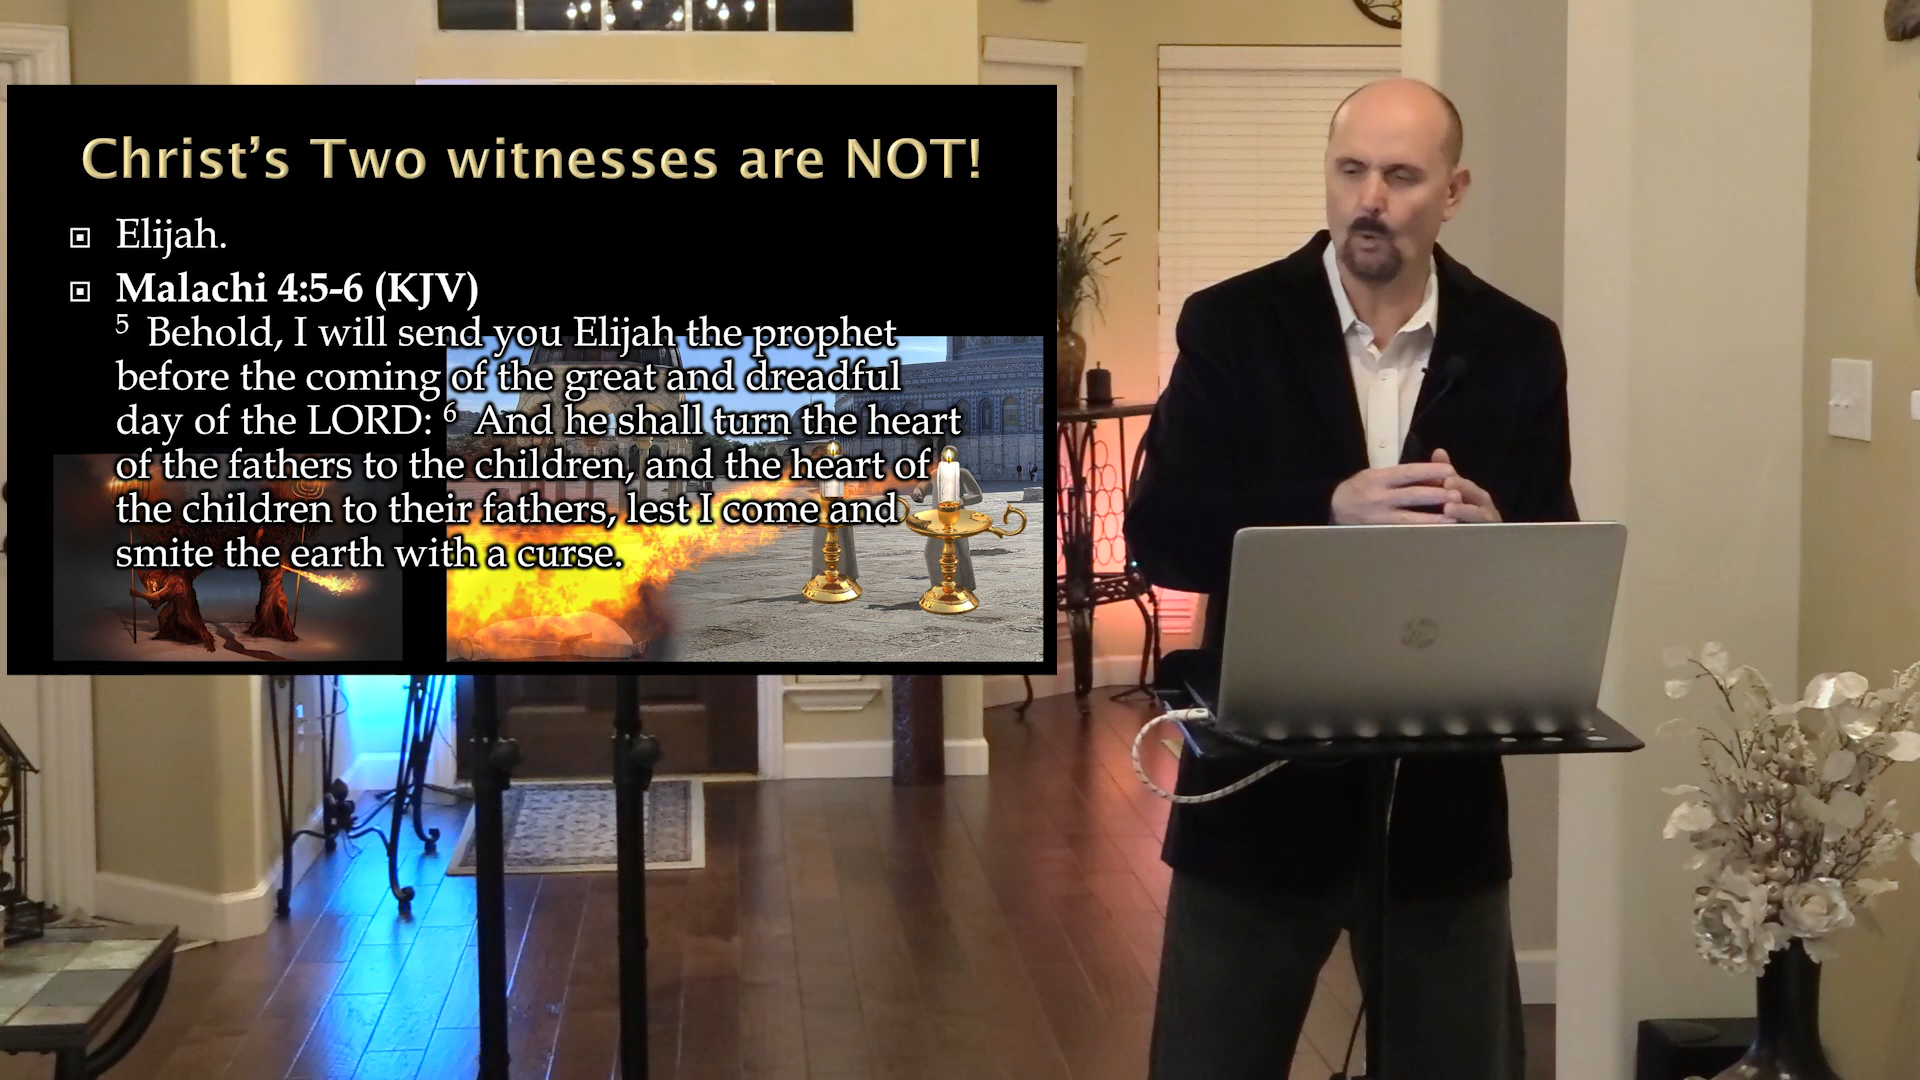 Christ’s Two witnesses are NOT!
Elijah.
Malachi 4:5-6 (KJV)
5 Behold, I will send you Elijah the prophet
before the coming of the great and dreadful
day of the LORD: 6 And he shall turn the heart
of the fathers to the children, and the heart of
the children to their fathers, lest I come and
smite the earth with a curse.
hp